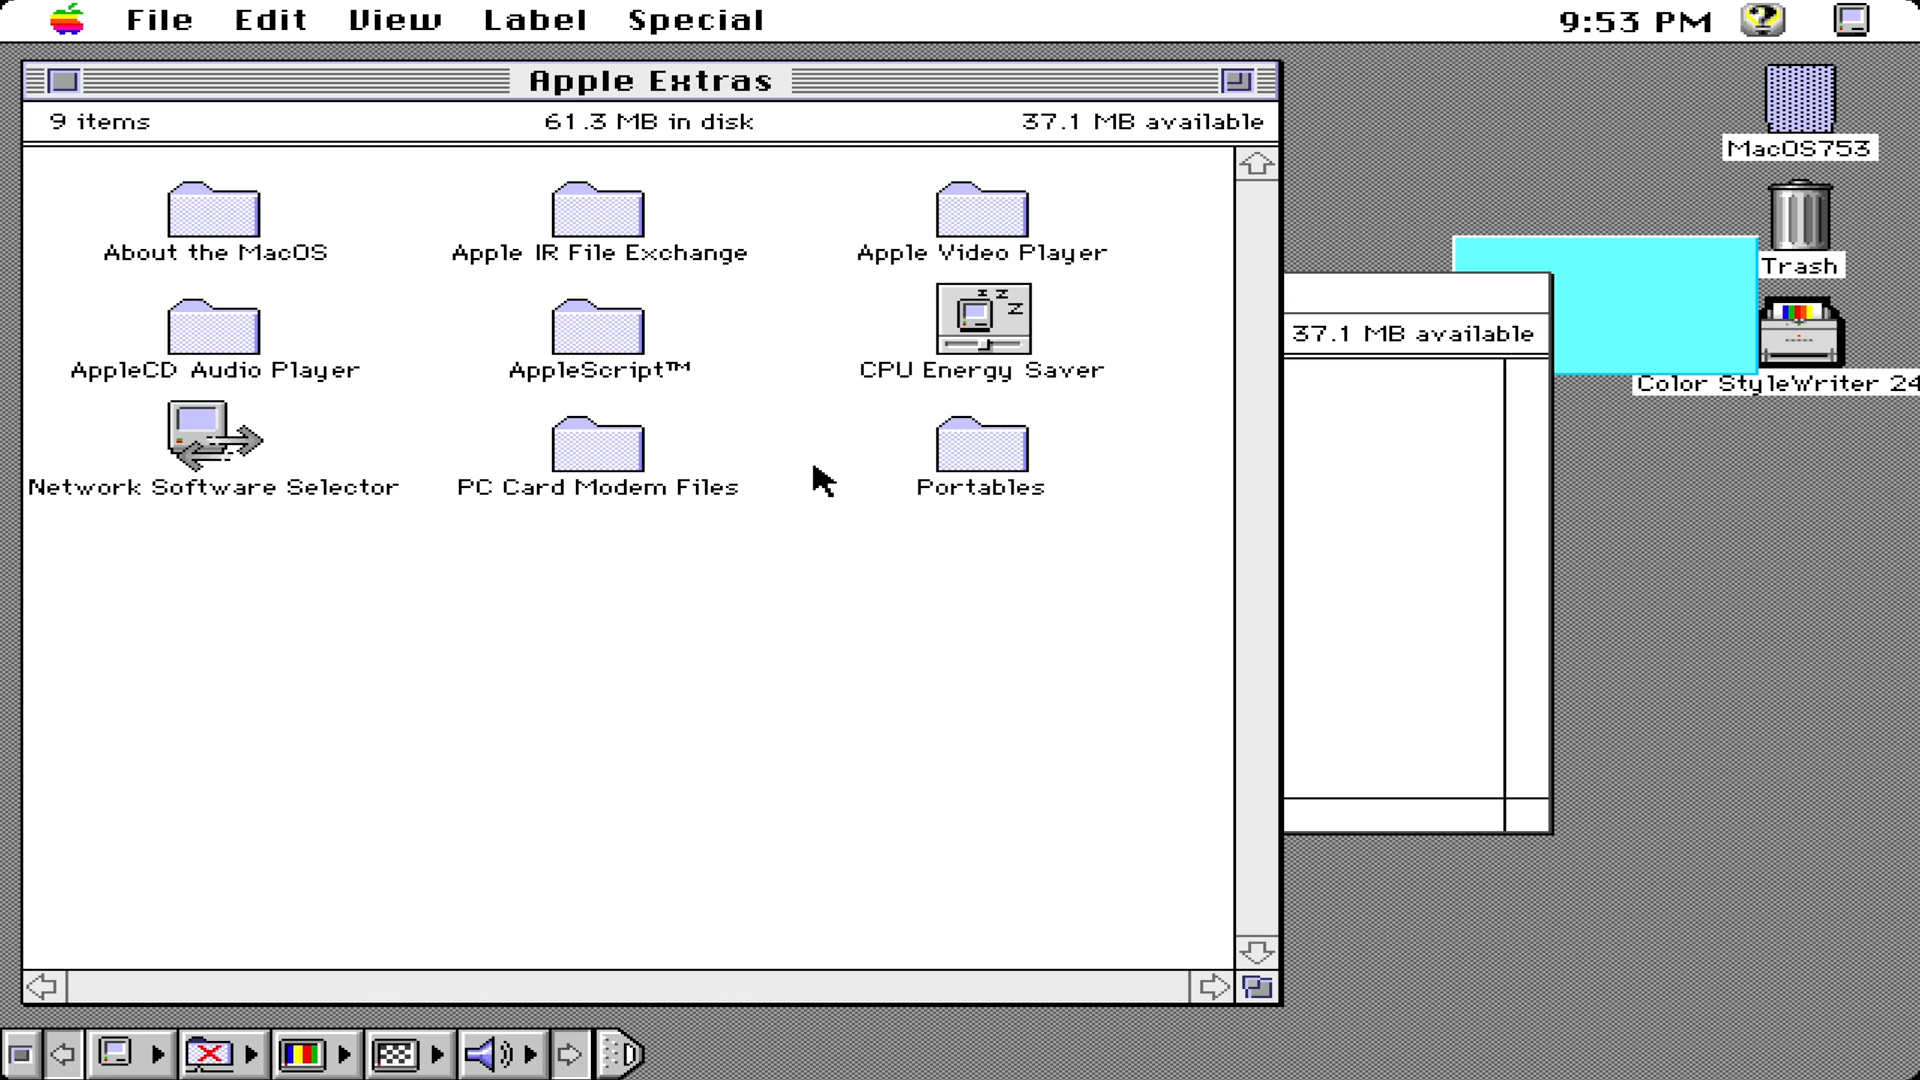 File Edit View Label Special 9:53 PM
Apple Extras
9 items 61.3 MB in disk 37.1 MB available
About the MacOS Apple IR File Exchange Apple Video Player
AppleCD Audio Player AppleScript™ CPU Energy Saver
Network Software Selector PC Card Modem Files Portables
37.1 MB available
MacOS753
Trash
Color StyleWriter 24